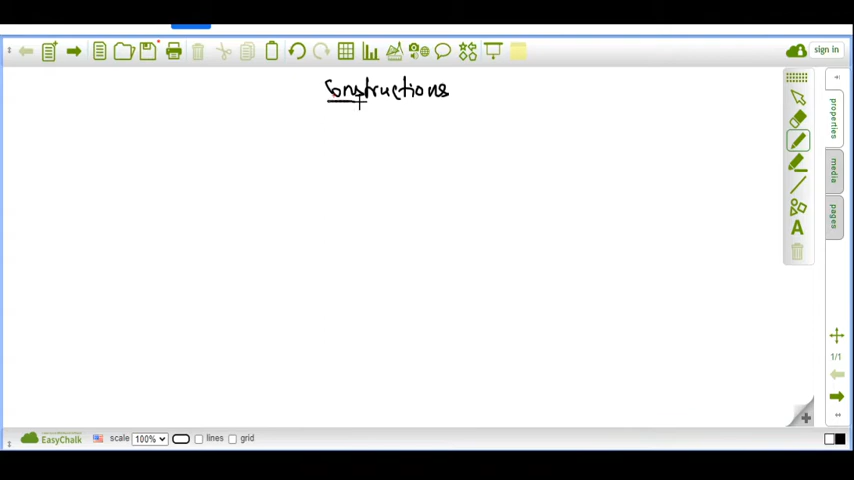 sign in
Constructions
properties
media
pages
1/1
EasyChalk
scale 100% lines grid